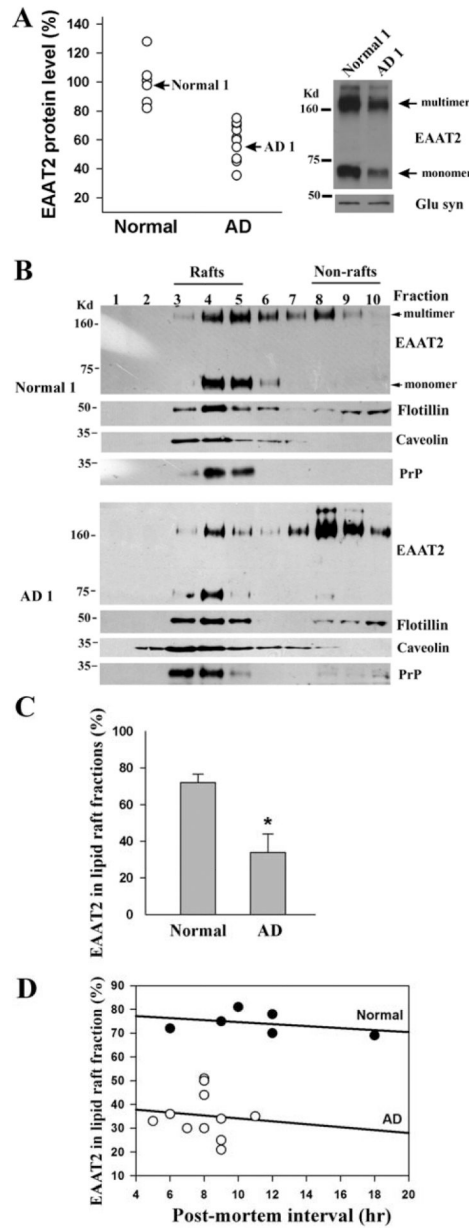 A
EAAT2 protein level (%)
140
120
100
80
60
40
20
Normal 1
AD 1
Normal
AD
Normal 1
AD 1
Kd
160
multimer
EAAT2
75
monomer
50
Glu syn
B
Rafts
Non-rafts
1 2 3 4 5 6 7 8 9 10 Fraction
Kd
160
multimer
EAAT2
75
Normal 1
monomer
50
Flotillin
35
Caveolin
35
PrP
160
EAAT2
AD 1
75
50
Flotillin
35
Caveolin
35
PrP
C
EAAT2 in lipid raft fractions (%)
100
80
60
40
20
0
*
Normal
AD
D
EAAT2 in lipid raft fraction (%)
90
80
70
60
50
40
30
20
10
Normal
AD
4 6 8 10 12 14 16 18 20
Post-mortem interval (hr)